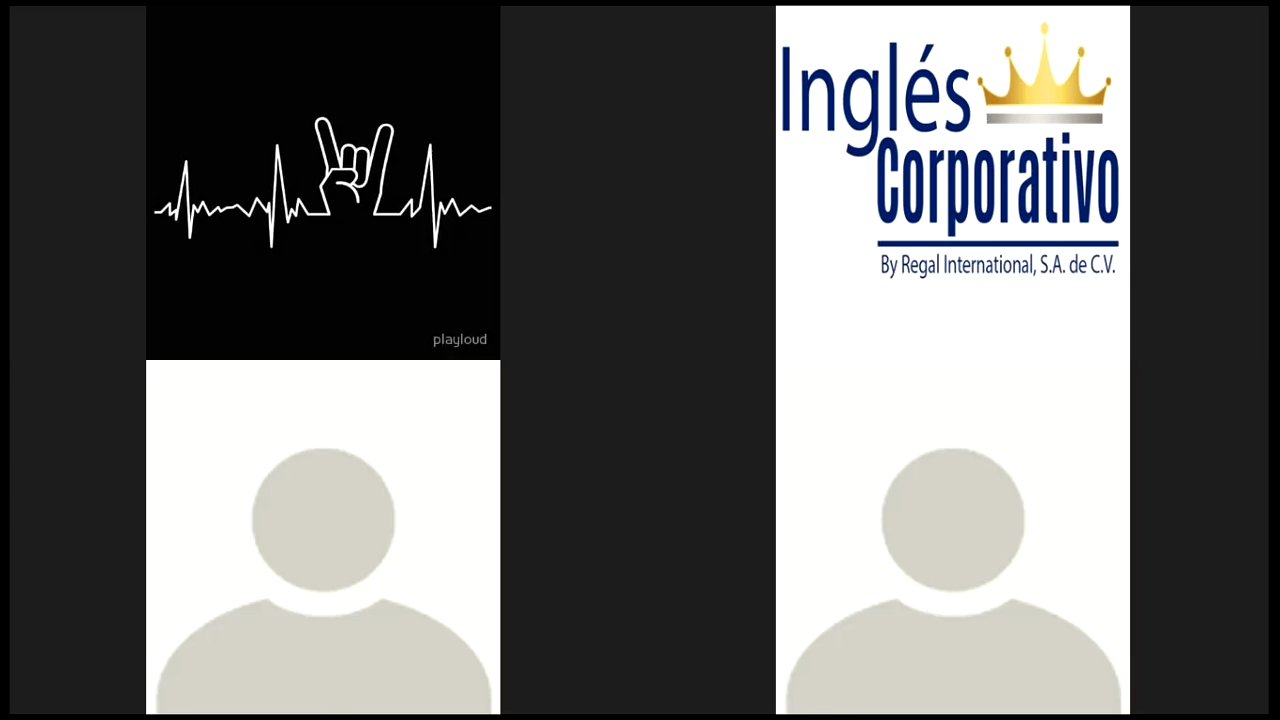 playloud
Inglés
Corporativo
By Regal International, S.A. de C.V.